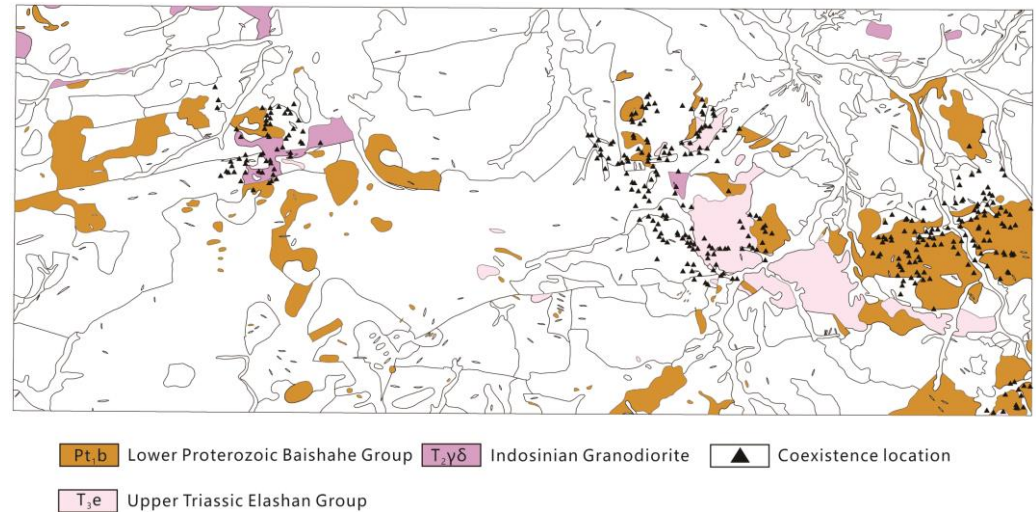 Pt₁b Lower Proterozoic Baishahe Group T₂γδ Indosinian Granodiorite Coexistence location
T₃e Upper Triassic Elashan Group